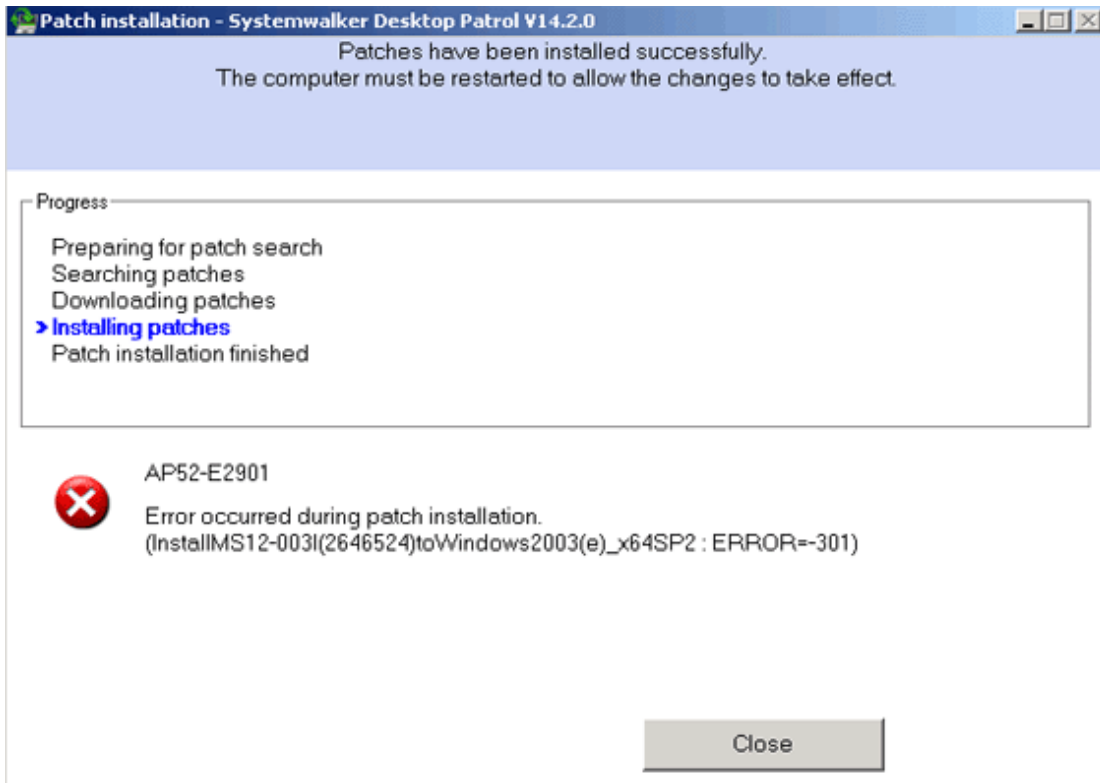 Patch installation - Systemwalker Desktop Patrol V14.2.0
Patches have been installed successfully.
The computer must be restarted to allow the changes to take effect.
Progress
Preparing for patch search
Searching patches
Downloading patches
> Installing patches
Patch installation finished
AP52-E2901
Error occurred during patch installation.
(InstallMS12-003I(2646524)toWindows2003(e)_x64SP2 : ERROR=-301)
Close